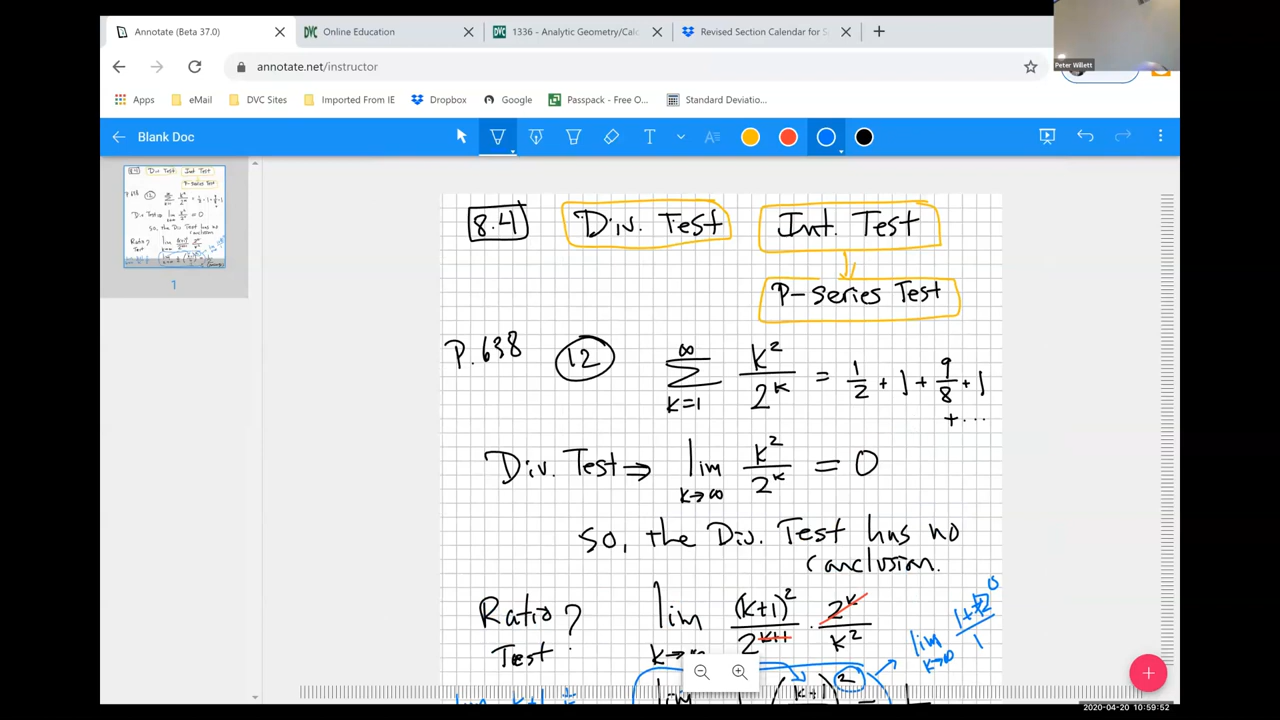 Annotate (Beta 37.0)
Online Education
1336 - Analytic Geometry/Calc
Revised Section Calendar for S
annotate.net/instructor
Peter Willett
Apps
eMail
DVC Sites
Imported From IE
Dropbox
Google
Passpack - Free O...
Standard Deviatio...
Blank Doc
8.4 Div. Test Int. Test
P-series Test
P.638 12 ∞ Σ k=1 k²/2^k = 1/2 + 1 + 9/8 + 1
+ ...
Div. Test ⇒ lim k→∞ k²/2^k = 0
so, the Div. Test has no
conclusion.
Ratio ? lim (k+1)²/2^(k+1) · 2^k/k²
Test k→∞
lim k→∞
1
2020-04-20 10:59:52